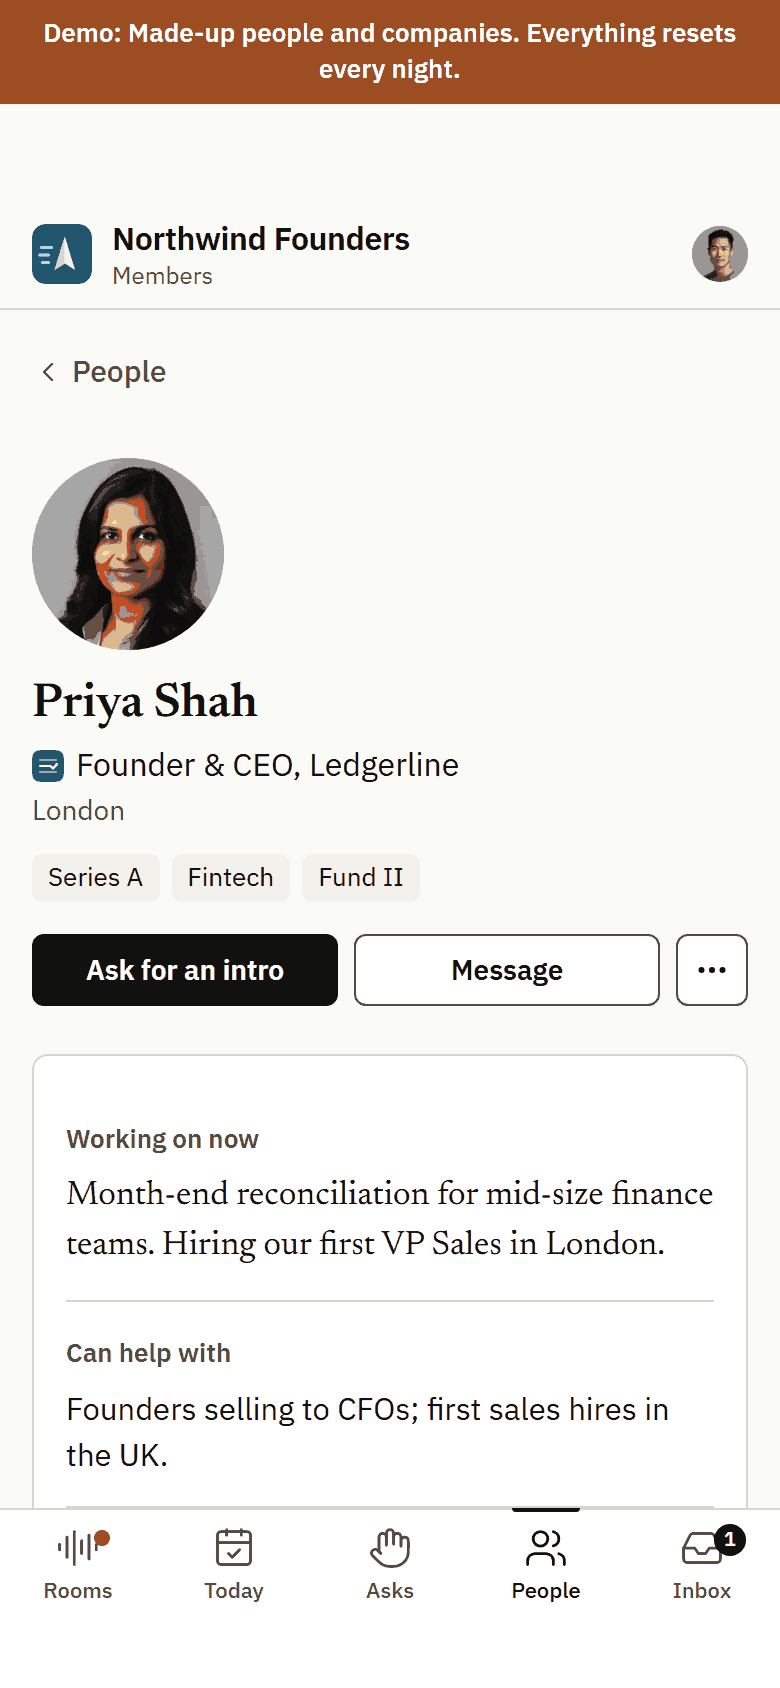 Demo: Made-up people and companies. Everything resets
every night.
Northwind Founders
Members
People
Priya Shah
Founder & CEO, Ledgerline
London
Series A
Fintech
Fund II
Ask for an intro
Message
Working on now
Month-end reconciliation for mid-size finance
teams. Hiring our first VP Sales in London.
Can help with
Founders selling to CFOs; first sales hires in
the UK.
1
Rooms
Today
Asks
People
Inbox